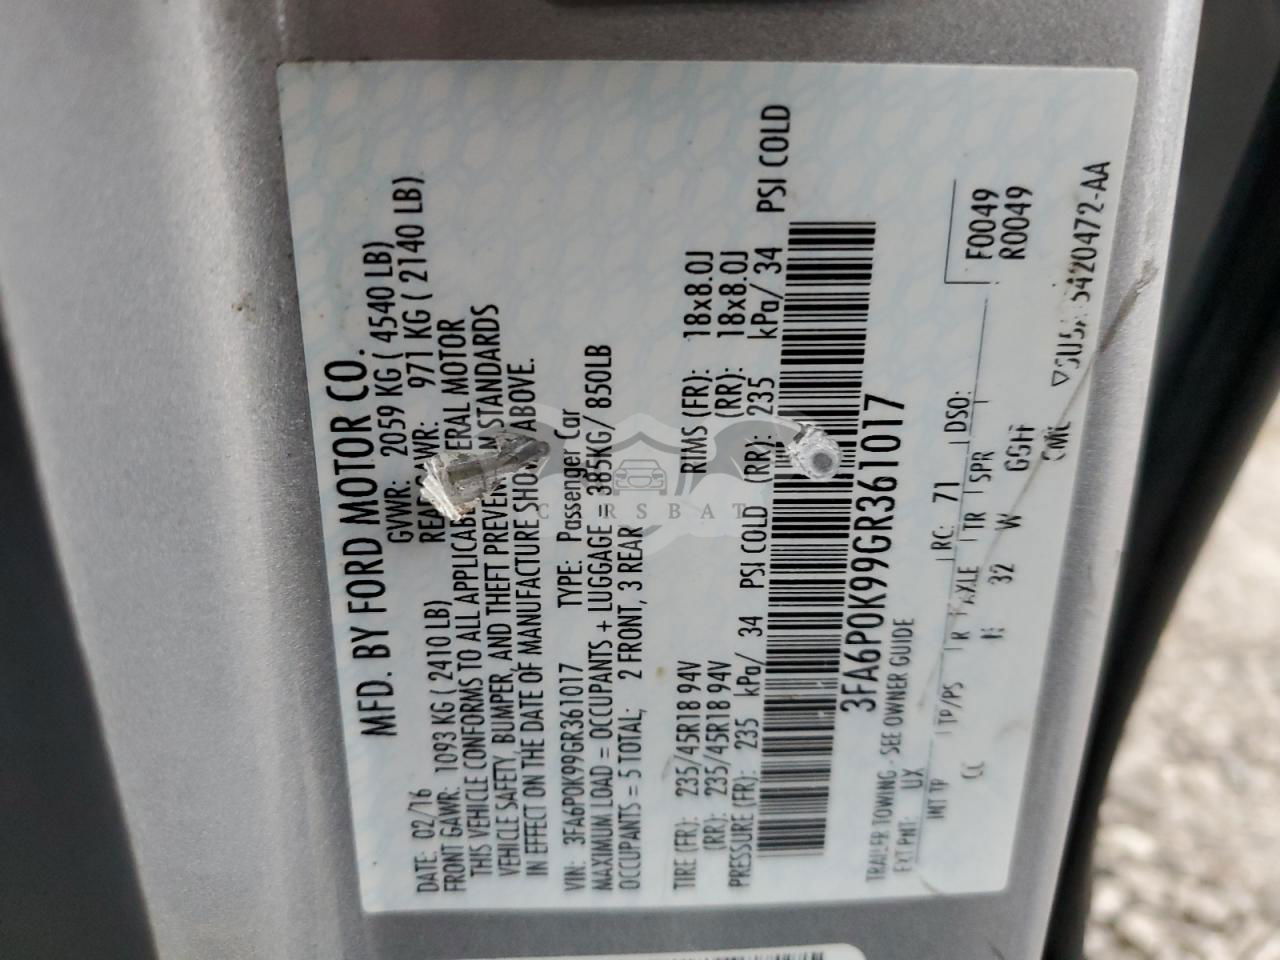 MFD. BY FORD MOTOR CO.
DATE: 02/16 GVWR: 2059 KG ( 4540 LB)
FRONT GAWR: 1093 KG ( 2410 LB) REAR GAWR: 971 KG ( 2140 LB)
THIS VEHICLE CONFORMS TO ALL MOTOR
VEHICLE SAFETY, BUMPER, AND THEFT STANDARDS
IN EFFECT ON THE DATE OF MANUFACTURE ABOVE.
VIN: 3FA6P0K99GR361017 TYPE: Passenger Car
MAXIMUM LOAD = OCCUPANTS + LUGGAGE 385KG/ 850LB
OCCUPANTS = 5 TOTAL; 2 FRONT, 3 REAR
TIRE (FR): 235/45R18 94V RIMS (FR): 18x8.0J
(RR): 235/45R18 94V (RR): 18x8.0J
PRESSURE (FR): 235 kPa/ 34 PSI COLD (RR): 235 kPa/ 34 PSI COLD
3FA6P0K99GR361017
TRAILER TOWING - SEE OWNER GUIDE
EXT PNT: UX RC: 71 DSO:
INT TP TP/PS R AXLE TR SPR F0049
CC 32 W G5H R0049
5420472-AA
CARSBAT